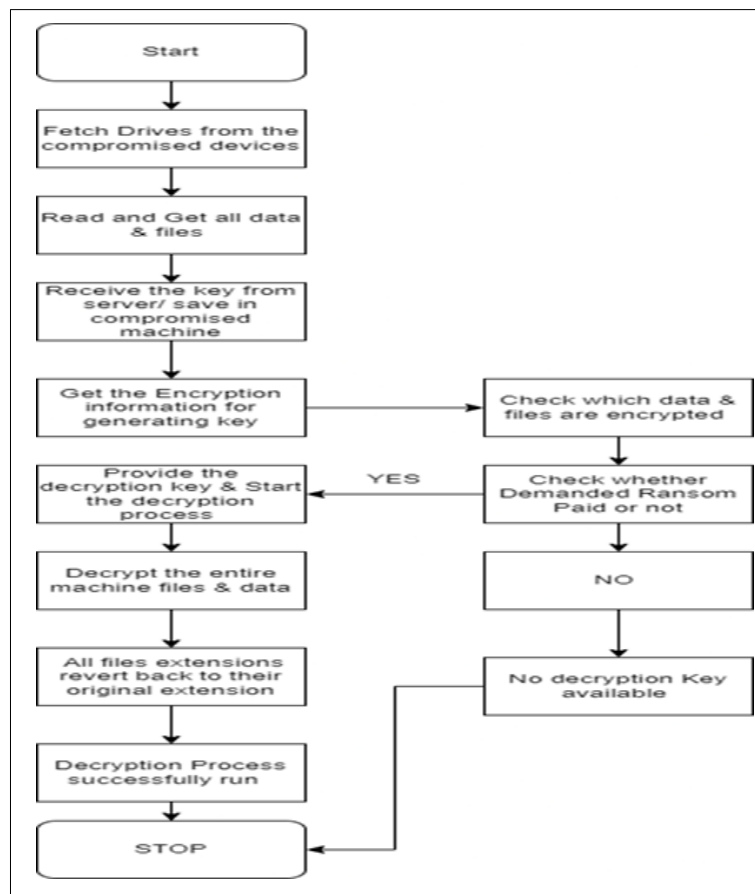 Start
Fetch Drives from the
compromised devices
Read and Get all data
& files
Receive the key from
server/ save in
compromised
machine
Get the Encryption
information for
generating key
Check which data &
files are encrypted
Provide the
decryption key & Start
the decryption
process
YES
Check whether
Demanded Ransom
Paid or not
Decrypt the entire
machine files & data
NO
All files extensions
revert back to their
original extension
No decryption Key
available
Decryption Process
successfully run
STOP